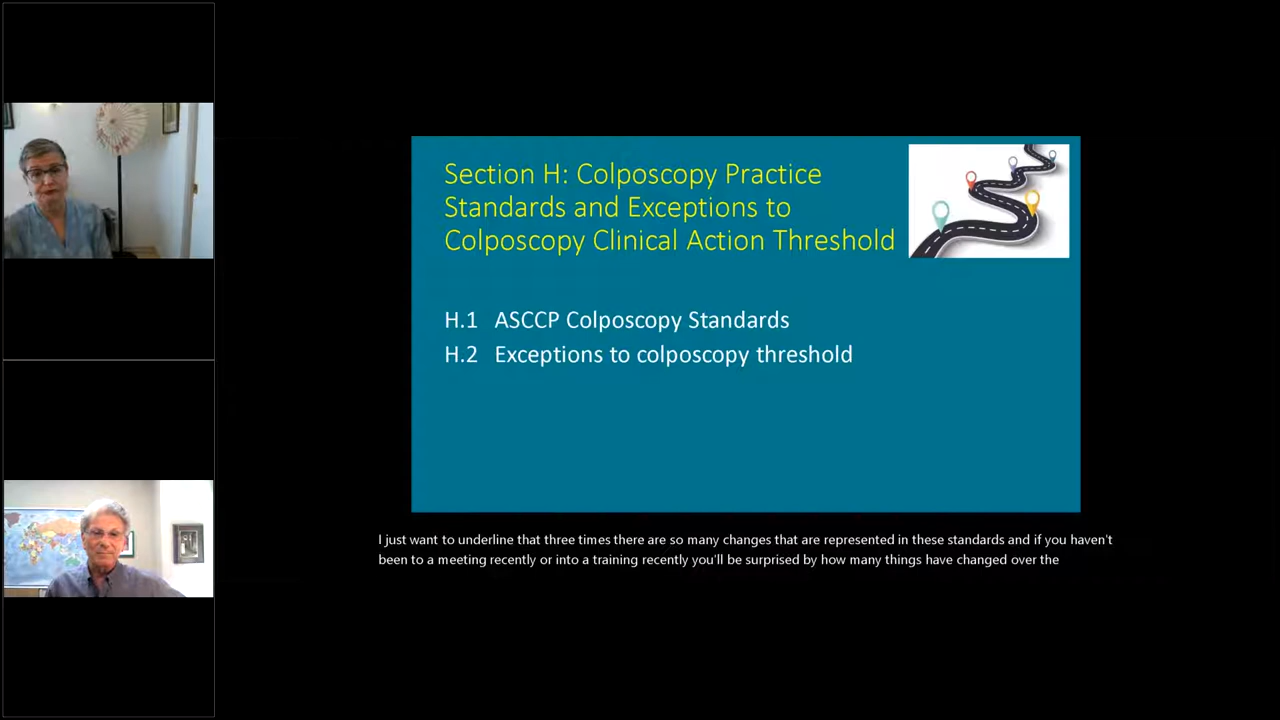 Section H: Colposcopy Practice
Standards and Exceptions to
Colposcopy Clinical Action Threshold
H.1 ASCCP Colposcopy Standards
H.2 Exceptions to colposcopy threshold
I just want to underline that three times there are so many changes that are represented in these standards and if you haven't
been to a meeting recently or into a training recently you'll be surprised by how many things have changed over the